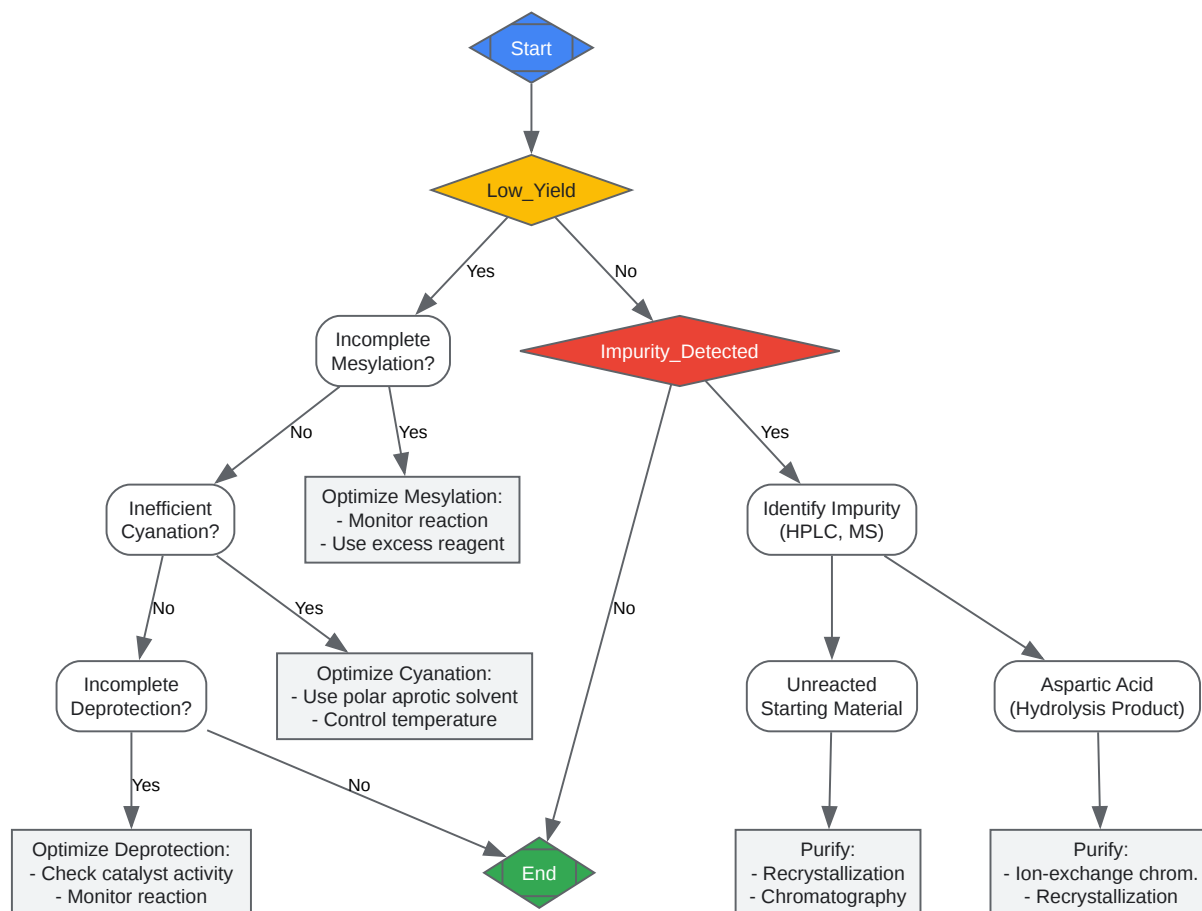 Start
Low_Yield
Yes
No
Incomplete
Mesylation?
Impurity_Detected
No
Yes
Yes
Inefficient
Cyanation?
Optimize Mesylation:
- Monitor reaction
- Use excess reagent
Identify Impurity
(HPLC, MS)
No
Yes
No
Incomplete
Deprotection?
Optimize Cyanation:
- Use polar aprotic solvent
- Control temperature
Unreacted
Starting Material
Aspartic Acid
(Hydrolysis Product)
Yes
No
Optimize Deprotection:
- Check catalyst activity
- Monitor reaction
End
Purify:
- Recrystallization
- Chromatography
Purify:
- Ion-exchange chrom.
- Recrystallization